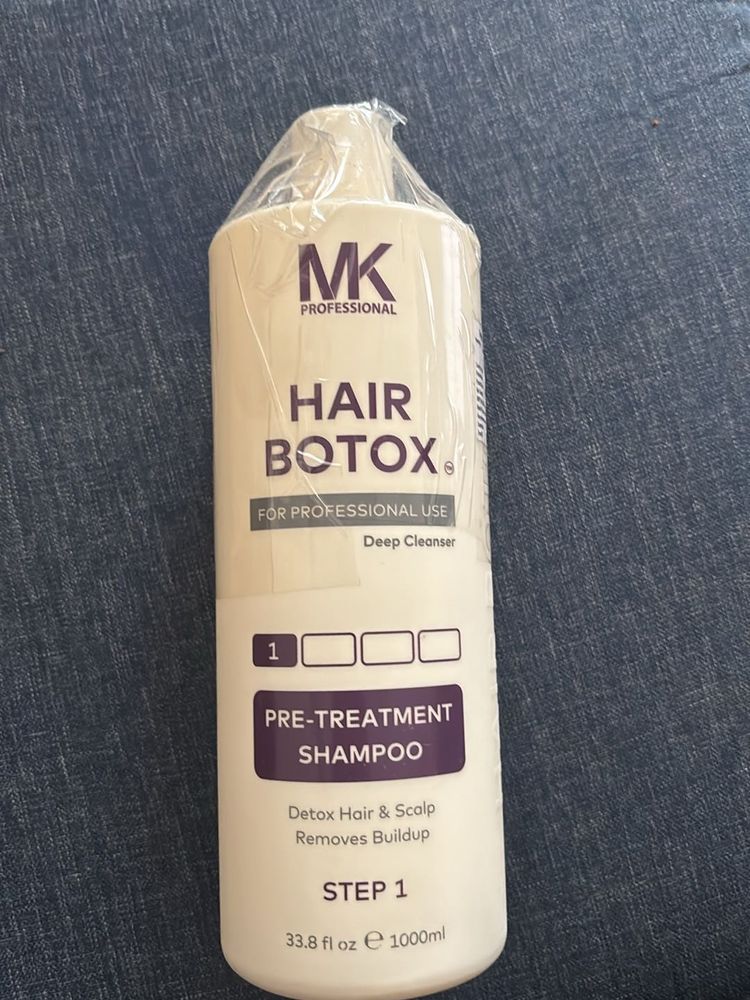 MK
PROFESSIONAL
HAIR
BOTOX™
FOR PROFESSIONAL USE
Deep Cleanser
1
PRE-TREATMENT
SHAMPOO
Detox Hair & Scalp
Removes Buildup
STEP 1
33.8 fl oz ℮ 1000ml